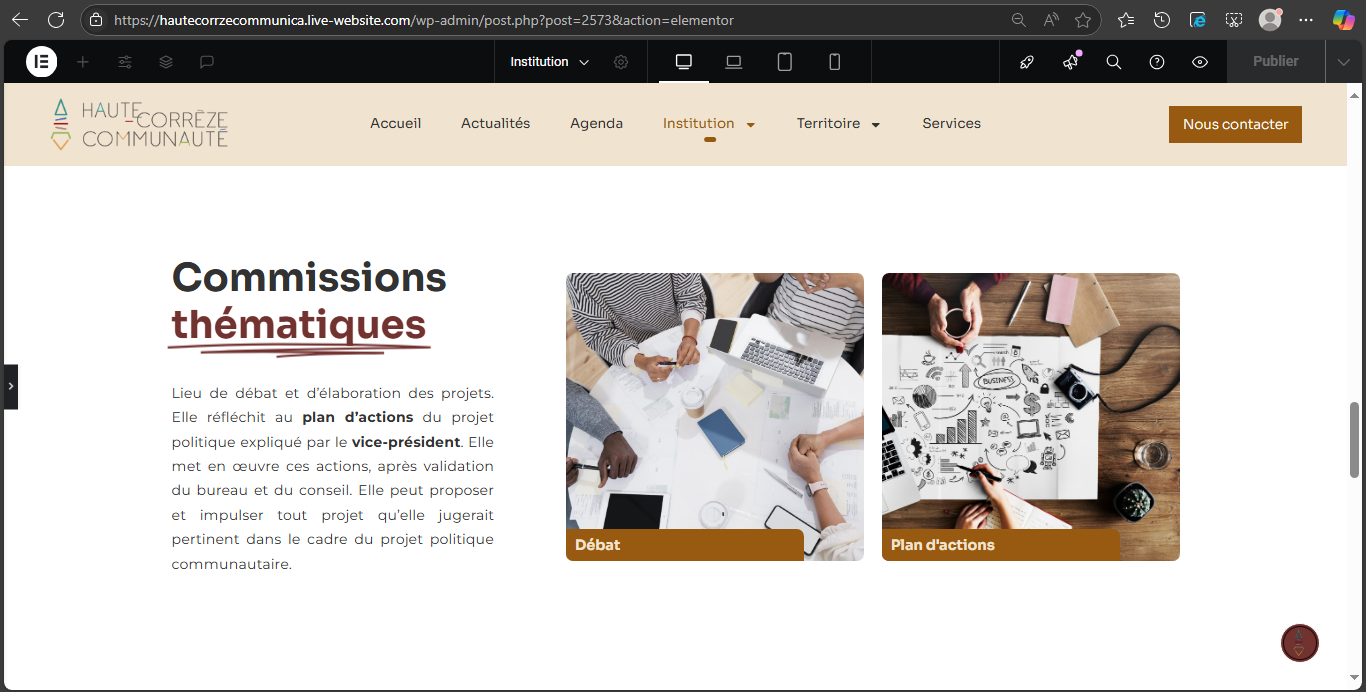 https://hautecorrzecommunica.live-website.com/wp-admin/post.php?post=2573&action=elementor
Institution
Publier
HAUTE
-CORRÈZE
COMMUNAUTÉ
Accueil
Actualités
Agenda
Institution
Territoire
Services
Nous contacter
Commissions
thématiques
Lieu de débat et d'élaboration des projets.
Elle réfléchit au plan d'actions du projet
politique expliqué par le vice-président. Elle
met en œuvre ces actions, après validation
du bureau et du conseil. Elle peut proposer
et impulser tout projet qu'elle jugerait
pertinent dans le cadre du projet politique
communautaire.
search
BUSINESS
Débat
Plan d'actions